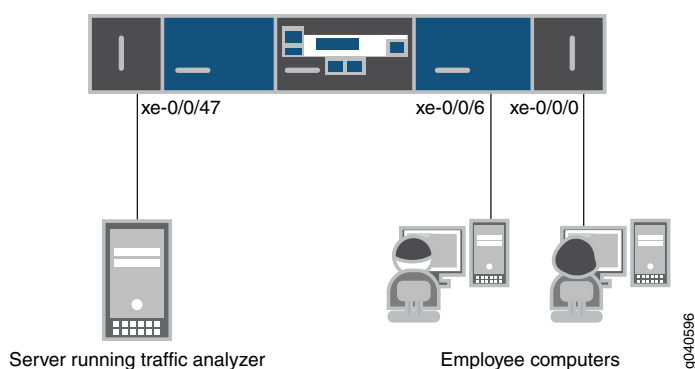 xe-0/0/47
xe-0/0/6
xe-0/0/0
Server running traffic analyzer
Employee computers
g040596